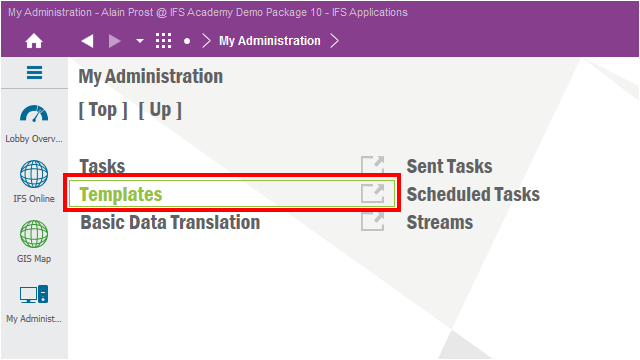 My Administration - Alain Prost @ IFS Academy Demo Package 10 - IFS Applications
My Administration
My Administration
[ Top ] [ Up ]
Lobby Overv...
IFS Online
GIS Map
My Administ...
Tasks
Templates
Basic Data Translation
Sent Tasks
Scheduled Tasks
Streams